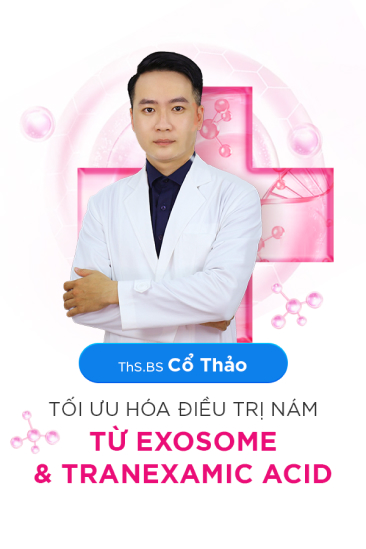 ThS.BS Cổ Thảo
TỐI ƯU HÓA ĐIỀU TRỊ NÁM
TỪ EXOSOME
& TRANEXAMIC ACID